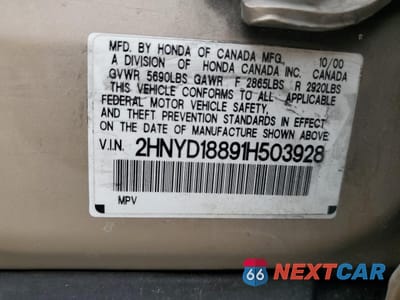 MFD. BY HONDA OF CANADA MFG., 10/00
A DIVISION OF HONDA CANADA INC. CANADA
GVWR 5690LBS GAWR F 2865LBS R 2920LBS
THIS VEHICLE CONFORMS TO ALL APPLICABLE
FEDERAL MOTOR VEHICLE SAFETY,
AND THEFT PREVENTION STANDARDS IN EFFECT
ON THE DATE OF MANUFACTURE SHOWN ABOVE.
V.I.N. 2HNYD18891H503928
MPV
66 NEXTCAR